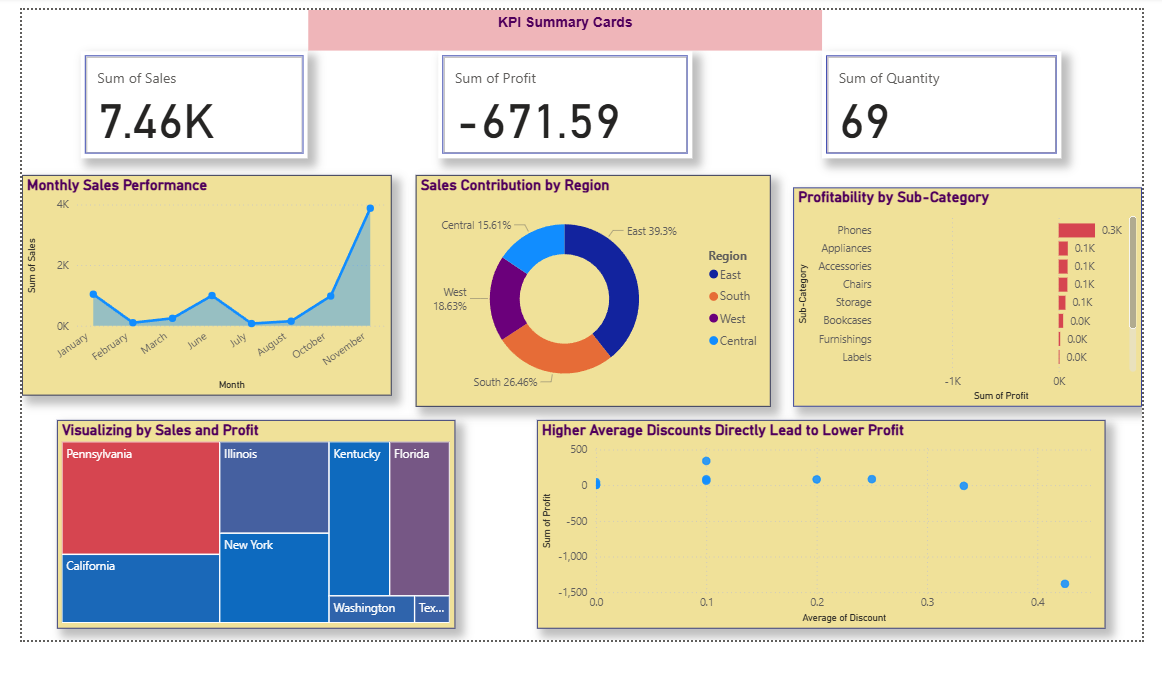 KPI Summary Cards
Sum of Sales
7.46K
Sum of Profit
-671.59
Sum of Quantity
69
Monthly Sales Performance
4K
2K
0K
Sum of Sales
January
February
March
June
July
August
October
November
Month
Sales Contribution by Region
Central 15.61%
East 39.3%
West
18.63%
South 26.46%
Region
East
South
West
Central
Profitability by Sub-Category
Sub-Category
Phones 0.3K
Appliances 0.1K
Accessories 0.1K
Chairs 0.1K
Storage 0.1K
Bookcases 0.0K
Furnishings 0.0K
Labels 0.0K
-1K 0K
Sum of Profit
Visualizing by Sales and Profit
Pennsylvania
Illinois
Kentucky
Florida
California
New York
Washington
Tex...
Higher Average Discounts Directly Lead to Lower Profit
500
0
-500
-1,000
-1,500
Sum of Profit
0.0 0.1 0.2 0.3 0.4
Average of Discount